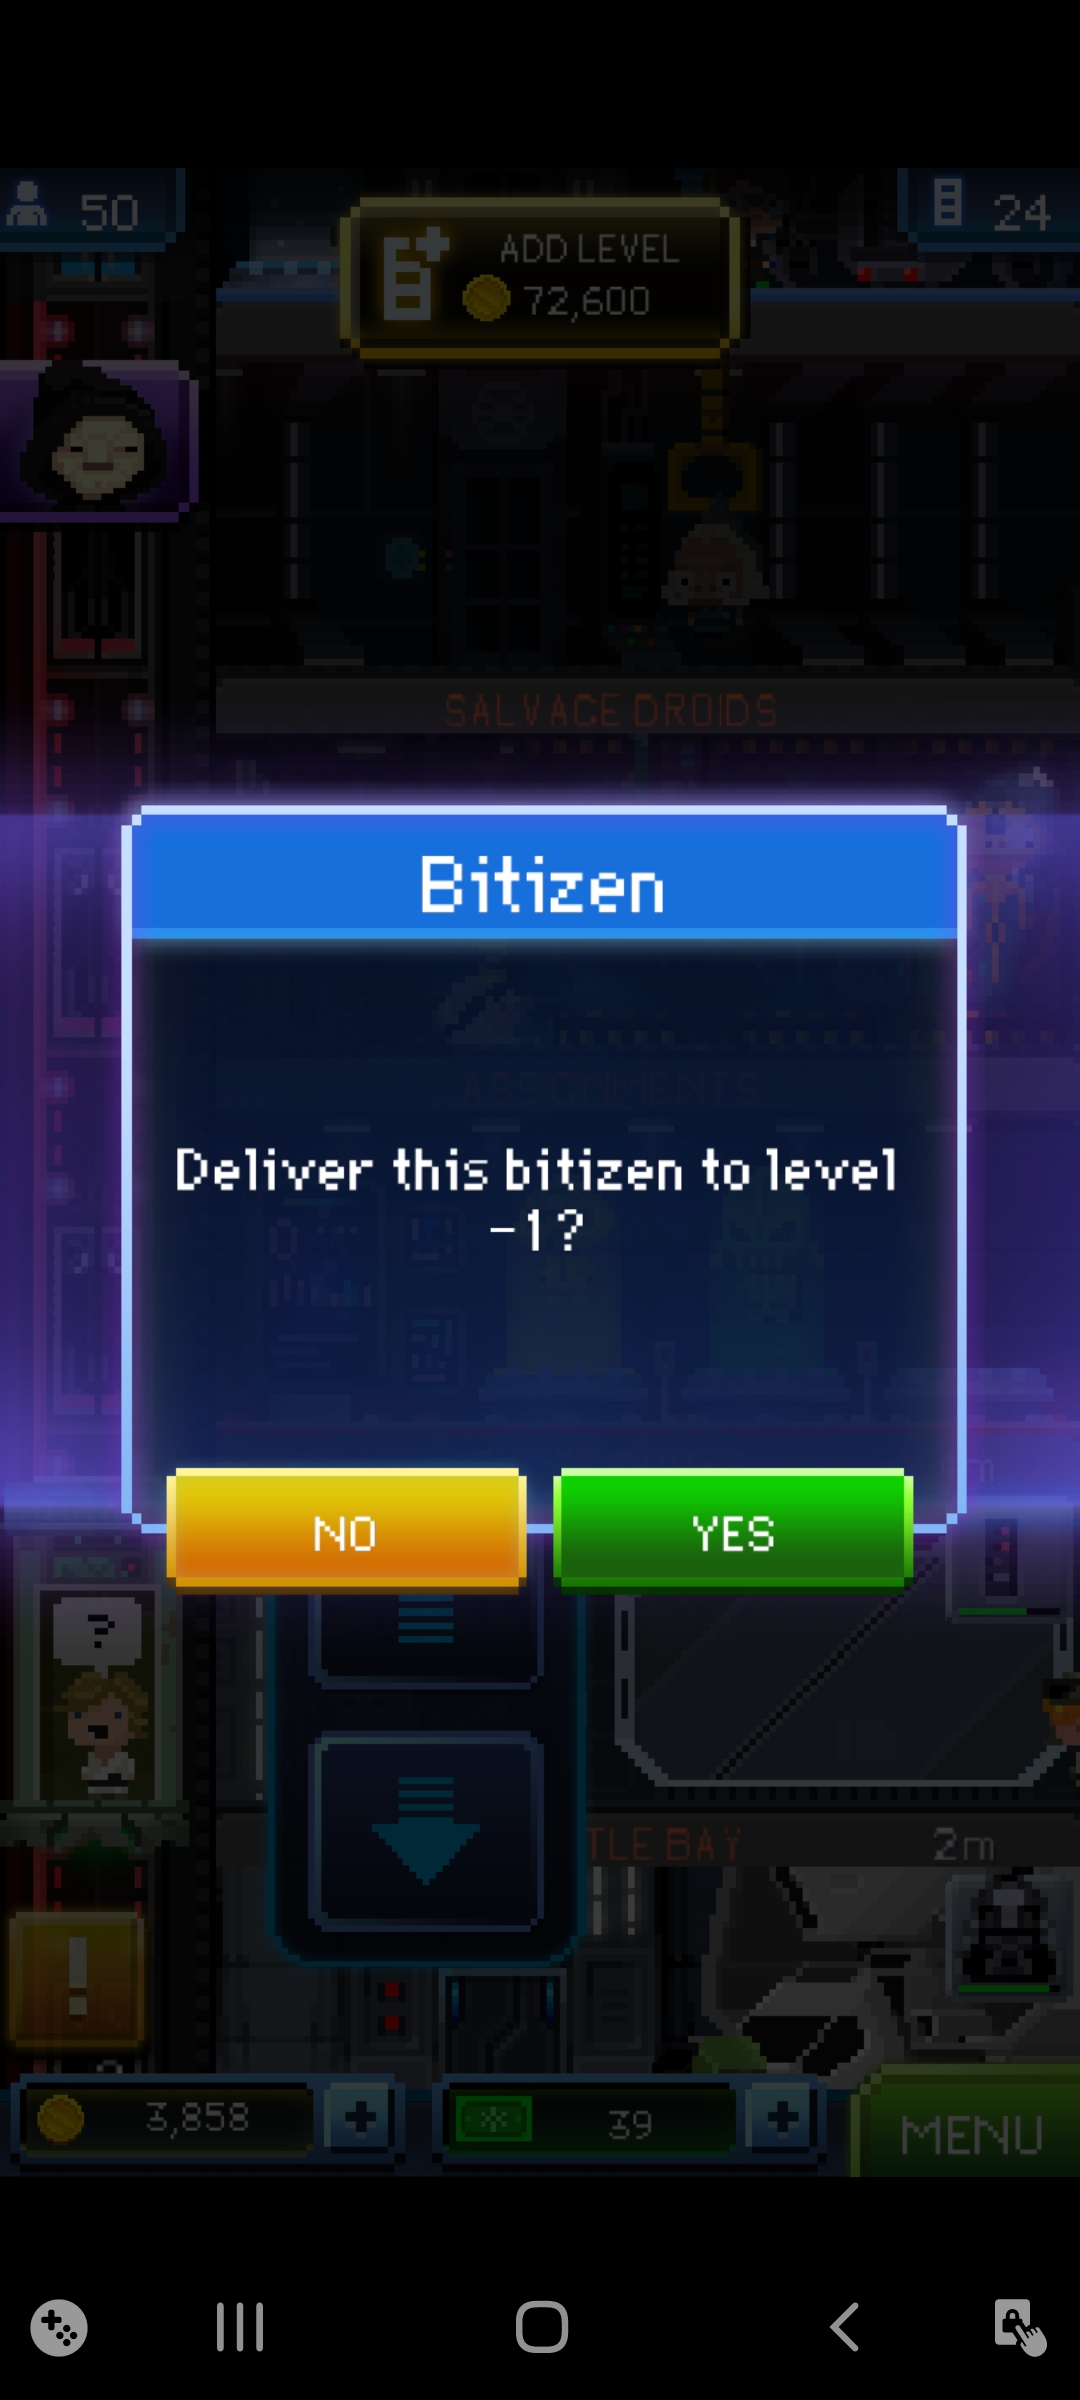 50
24
ADD LEVEL
72,600
SALVAGE DROIDS
Bitizen
ASSIGNMENTS
Deliver this bitizen to level
-1?
NO
YES
?
TLE BAY
2m
!
3,858
39
MENU